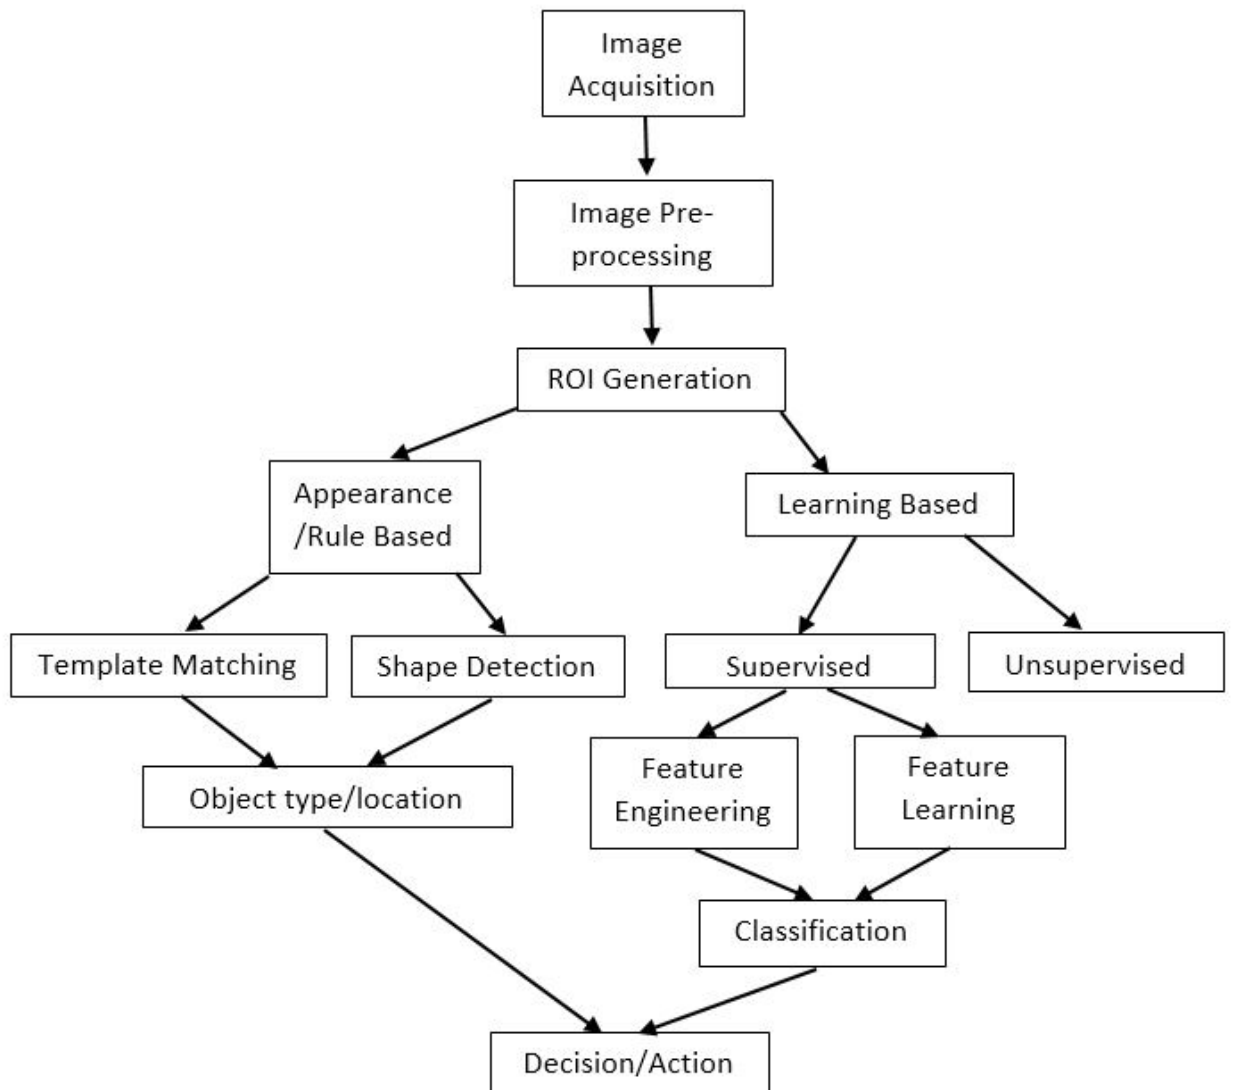 Image
Acquisition
Image Pre-
processing
ROI Generation
Appearance
/Rule Based
Learning Based
Template Matching
Shape Detection
Supervised
Unsupervised
Feature
Engineering
Feature
Learning
Object type/location
Classification
Decision/Action